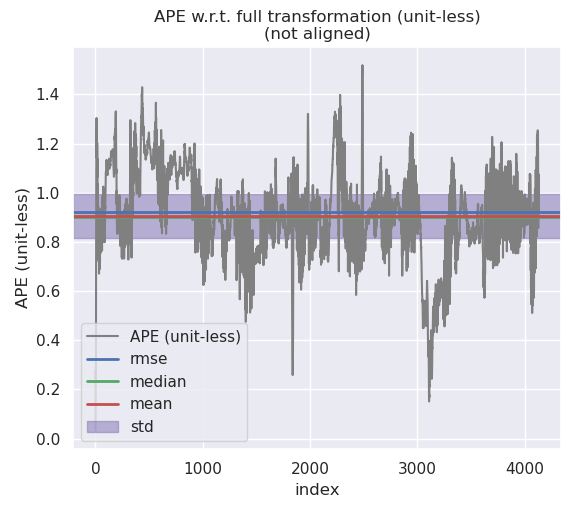 APE w.r.t. full transformation (unit-less)
(not aligned)
APE (unit-less)
1.4
1.2
1.0
0.8
0.6
0.4
0.2
0.0
APE (unit-less)
rmse
median
mean
std
0 1000 2000 3000 4000
index